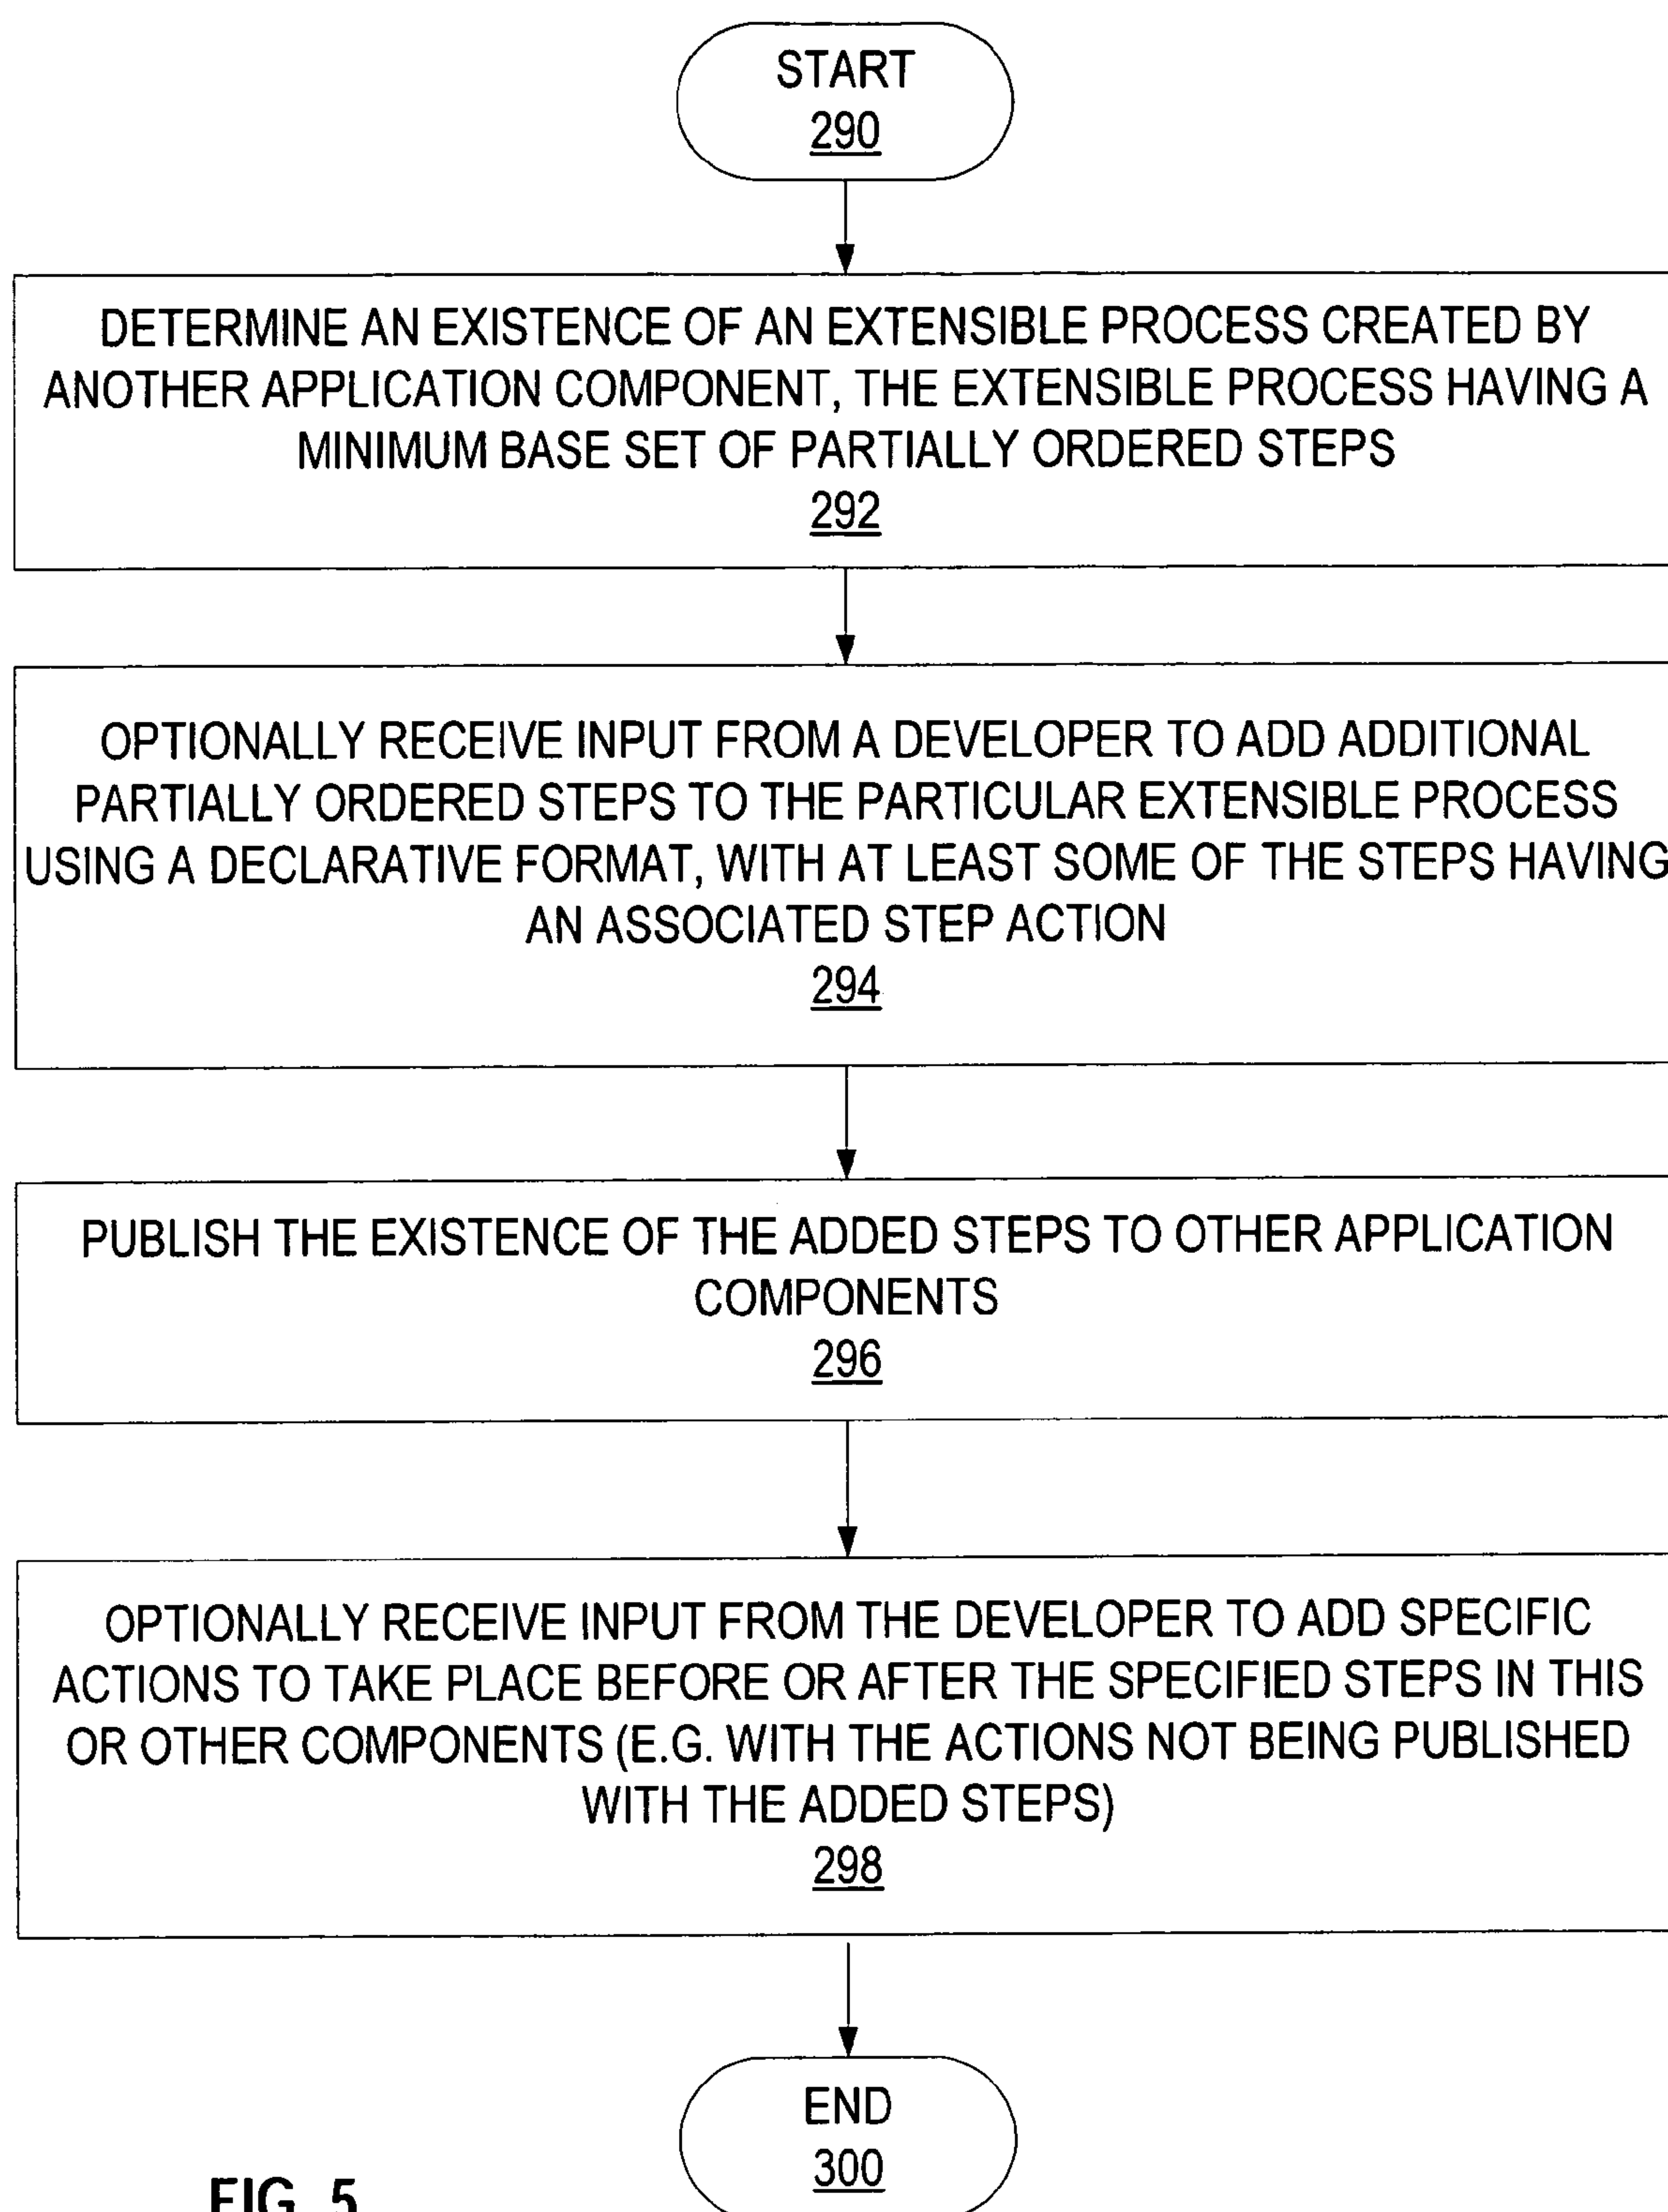 START
290
DETERMINE AN EXISTENCE OF AN EXTENSIBLE PROCESS CREATED BY
ANOTHER APPLICATION COMPONENT, THE EXTENSIBLE PROCESS HAVING A
MINIMUM BASE SET OF PARTIALLY ORDERED STEPS
292
OPTIONALLY RECEIVE INPUT FROM A DEVELOPER TO ADD ADDITIONAL
PARTIALLY ORDERED STEPS TO THE PARTICULAR EXTENSIBLE PROCESS
USING A DECLARATIVE FORMAT, WITH AT LEAST SOME OF THE STEPS HAVING
AN ASSOCIATED STEP ACTION
294
PUBLISH THE EXISTENCE OF THE ADDED STEPS TO OTHER APPLICATION
COMPONENTS
296
OPTIONALLY RECEIVE INPUT FROM THE DEVELOPER TO ADD SPECIFIC
ACTIONS TO TAKE PLACE BEFORE OR AFTER THE SPECIFIED STEPS IN THIS
OR OTHER COMPONENTS (E.G. WITH THE ACTIONS NOT BEING PUBLISHED
WITH THE ADDED STEPS)
298
END
300
FIG. 5